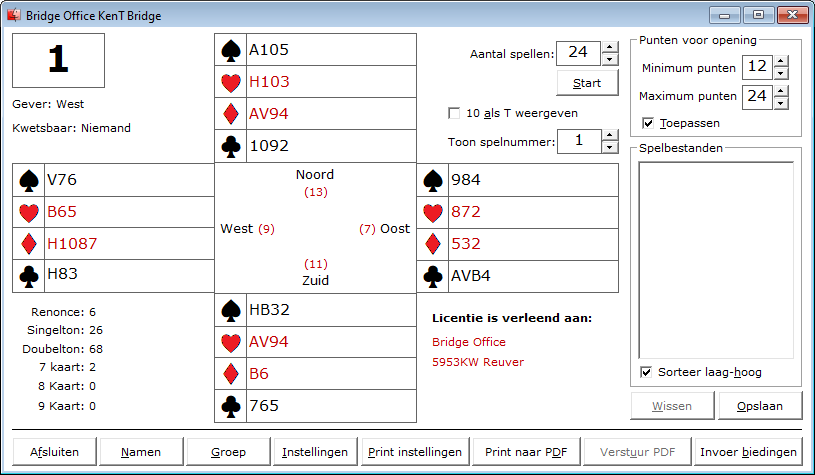 Bridge Office KenT Bridge
1
Gever: West
Kwetsbaar: Niemand
A105
H103
AV94
1092
Aantal spellen: 24
Start
10 als T weergeven
Toon spelnummer: 1
Punten voor opening
Minimum punten 12
Maximum punten 24
Toepassen
Spelbestanden
V76
B65
H1087
H83
Noord
(13)
West (9)
(7) Oost
(11)
Zuid
984
872
532
AVB4
Renonce: 6
Singelton: 26
Doubelton: 68
7 kaart: 2
8 Kaart: 0
9 Kaart: 0
HB32
AV94
B6
765
Licentie is verleend aan:
Bridge Office
5953KW Reuver
Sorteer laag-hoog
Wissen
Opslaan
Afsluiten
Namen
Groep
Instellingen
Print instellingen
Print naar PDF
Verstuur PDF
Invoer biedingen